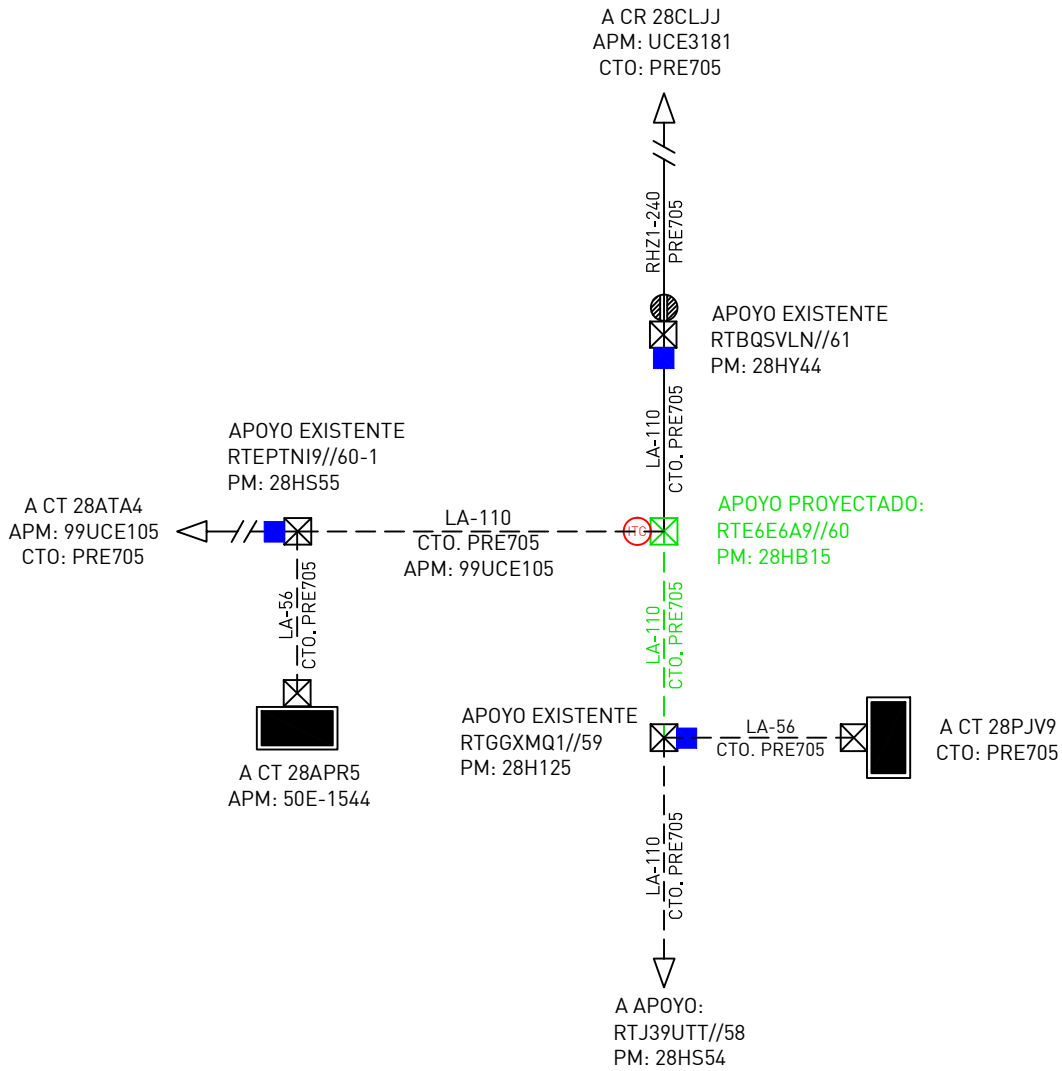 A CR 28CLJJ
APM: UCE3181
CTO: PRE705
RHZ1-240
PRE705
APOYO EXISTENTE
RTBQSVLN//61
PM: 28HY44
LA-110
CTO. PRE705
APOYO EXISTENTE
RTEPTNI9//60-1
PM: 28HS55
A CT 28ATA4
APM: 99UCE105
CTO: PRE705
LA-110
CTO. PRE705
APM: 99UCE105
ITC
APOYO PROYECTADO:
RTE6E6A9//60
PM: 28HB15
LA-56
CTO. PRE705
LA-110
CTO. PRE705
A CT 28APR5
APM: 50E-1544
APOYO EXISTENTE
RTGGXMQ1//59
PM: 28H125
LA-56
CTO. PRE705
A CT 28PJV9
CTO: PRE705
LA-110
CTO. PRE705
A APOYO:
RTJ39UTT//58
PM: 28HS54